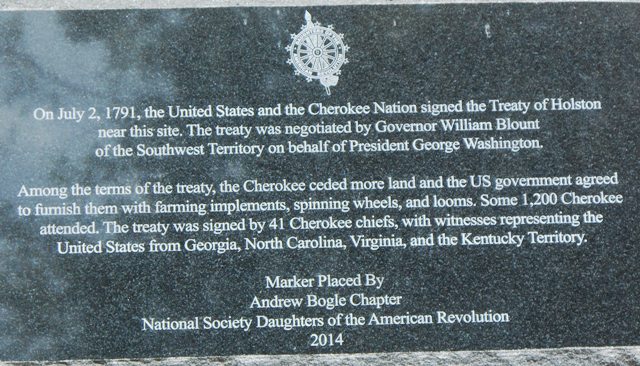 On July 2, 1791, the United States and the Cherokee Nation signed the Treaty of Holston
near this site. The treaty was negotiated by Governor William Blount
of the Southwest Territory on behalf of President George Washington.
Among the terms of the treaty, the Cherokee ceded more land and the US government agreed
to furnish them with farming implements, spinning wheels, and looms. Some 1,200 Cherokee
attended. The treaty was signed by 41 Cherokee chiefs, with witnesses representing the
United States from Georgia, North Carolina, Virginia, and the Kentucky Territory.
Marker Placed By
Andrew Bogle Chapter
National Society Daughters of the American Revolution
2014